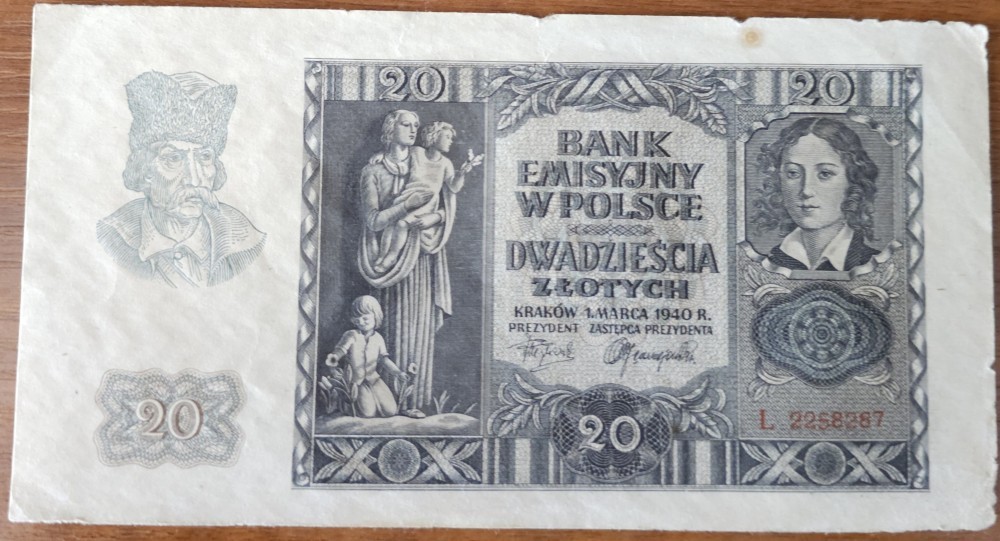 20
20
BANK
EMISYJNY
W POLSCE
DWADZIEŚCIA
ZŁOTYCH
KRAKÓW 1. MARCA 1940 R.
PREZYDENT ZASTĘPCA PREZYDENTA
20
20
L 2258287